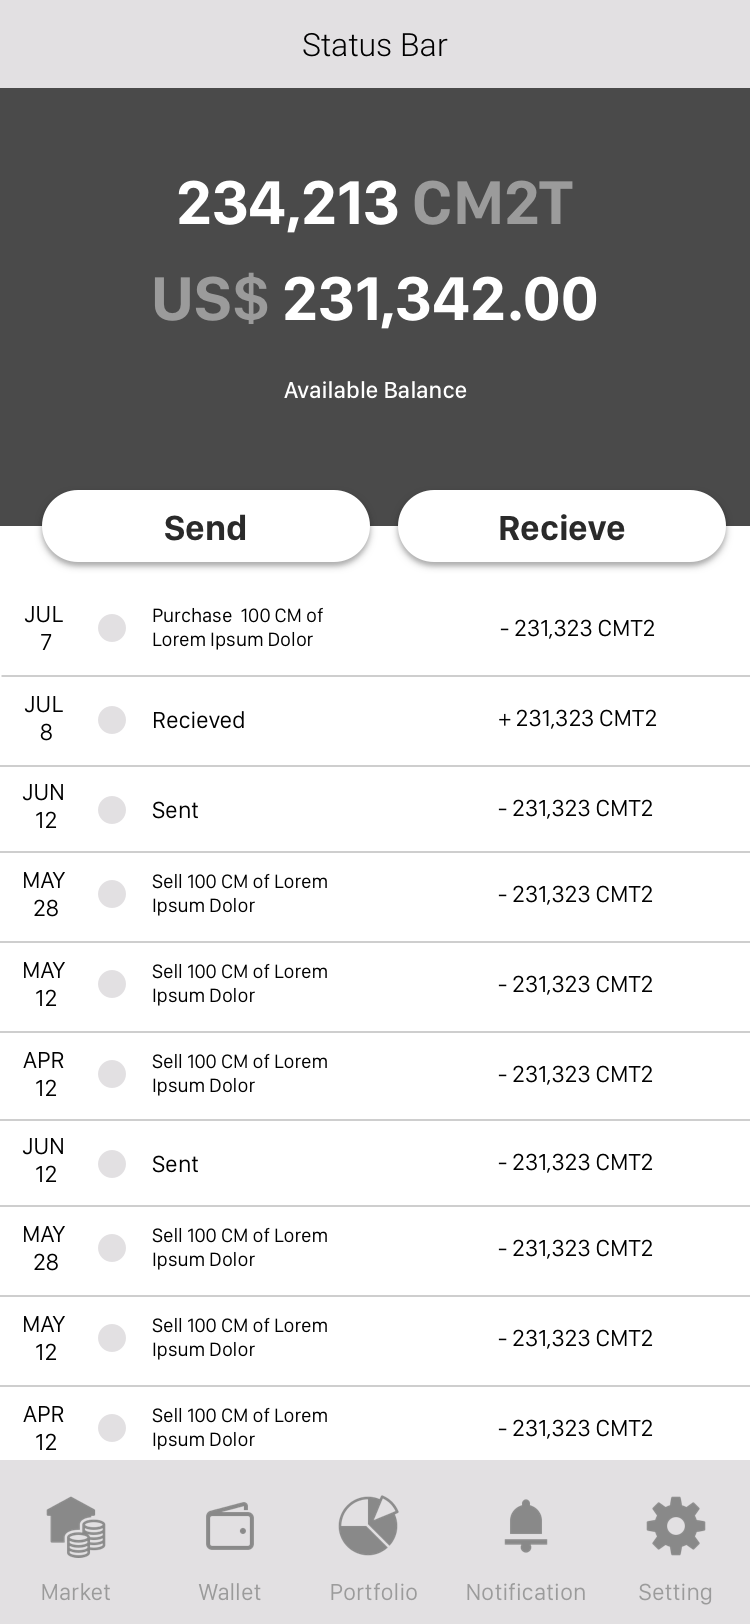 Status Bar
234,213 CM2T
US$ 231,342.00
Available Balance
Send
Recieve
JUL
7
Purchase  100 CM of
Lorem Ipsum Dolor
- 231,323 CMT2
JUL
8
Recieved
+ 231,323 CMT2
JUN
12
Sent
- 231,323 CMT2
MAY
28
Sell 100 CM of Lorem
Ipsum Dolor
- 231,323 CMT2
MAY
12
Sell 100 CM of Lorem
Ipsum Dolor
- 231,323 CMT2
APR
12
Sell 100 CM of Lorem
Ipsum Dolor
- 231,323 CMT2
JUN
12
Sent
- 231,323 CMT2
MAY
28
Sell 100 CM of Lorem
Ipsum Dolor
- 231,323 CMT2
MAY
12
Sell 100 CM of Lorem
Ipsum Dolor
- 231,323 CMT2
APR
12
Sell 100 CM of Lorem
Ipsum Dolor
- 231,323 CMT2
Market
Wallet
Portfolio
Notification
Setting